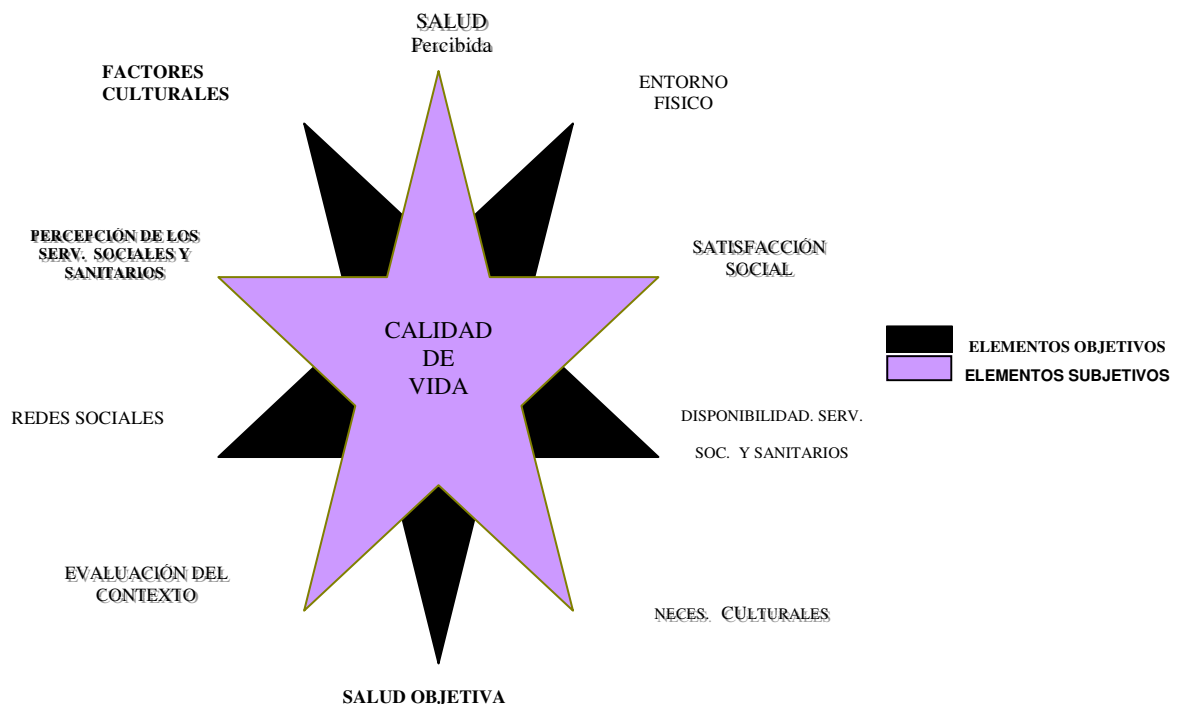 SALUD
Percibida
FACTORES
CULTURALES
ENTORNO
FISICO
PERCEPCIÓN DE LOS
SERV. SOCIALES Y
SANITARIOS
SATISFACCIÓN
SOCIAL
CALIDAD
DE
VIDA
ELEMENTOS OBJETIVOS
ELEMENTOS SUBJETIVOS
REDES SOCIALES
DISPONIBILIDAD. SERV.
SOC. Y SANITARIOS
EVALUACIÓN DEL
CONTEXTO
NECES. CULTURALES
SALUD OBJETIVA